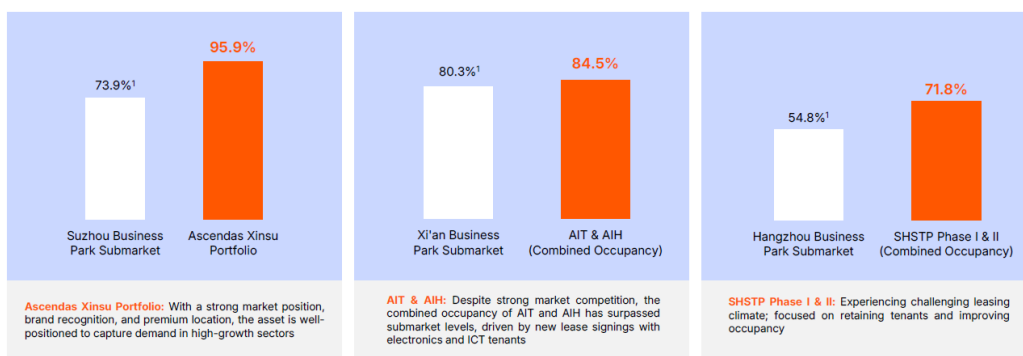 95.9%
73.9%¹
Suzhou Business
Park Submarket
Ascendas Xinsu
Portfolio
Ascendas Xinsu Portfolio: With a strong market position,
brand recognition, and premium location, the asset is well-
positioned to capture demand in high-growth sectors
84.5%
80.3%¹
Xi'an Business
Park Submarket
AIT & AIH
(Combined Occupancy)
AIT & AIH: Despite strong market competition, the
combined occupancy of AIT and AIH has surpassed
submarket levels, driven by new lease signings with
electronics and ICT tenants
71.8%
54.8%¹
Hangzhou Business
Park Submarket
SHSTP Phase I & II
(Combined Occupancy)
SHSTP Phase I & II: Experiencing challenging leasing
climate; focused on retaining tenants and improving
occupancy